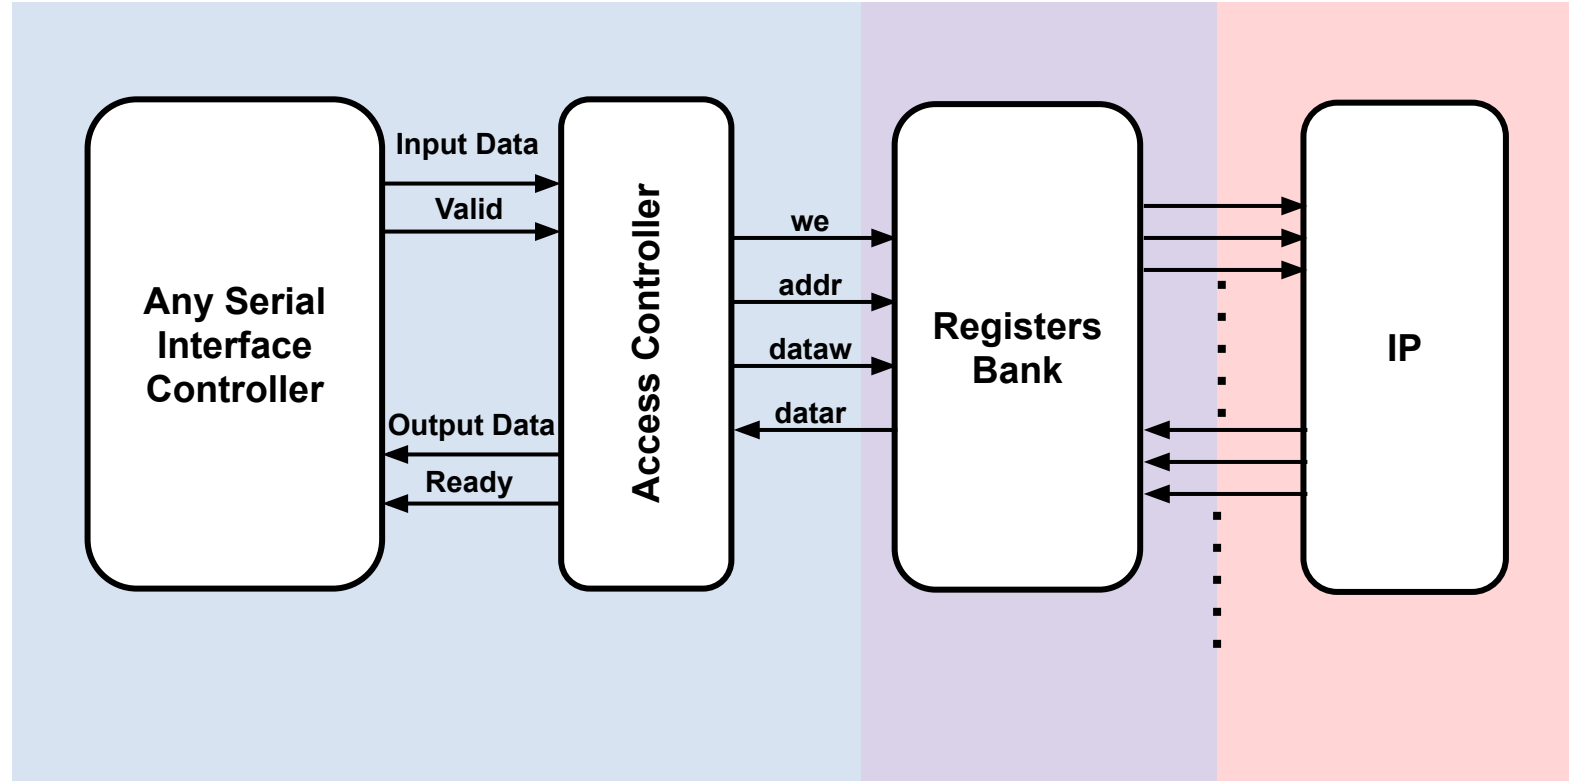 Any Serial
Interface
Controller
Input Data
Valid
Output Data
Ready
Access Controller
we
addr
dataw
datar
Registers
Bank
IP